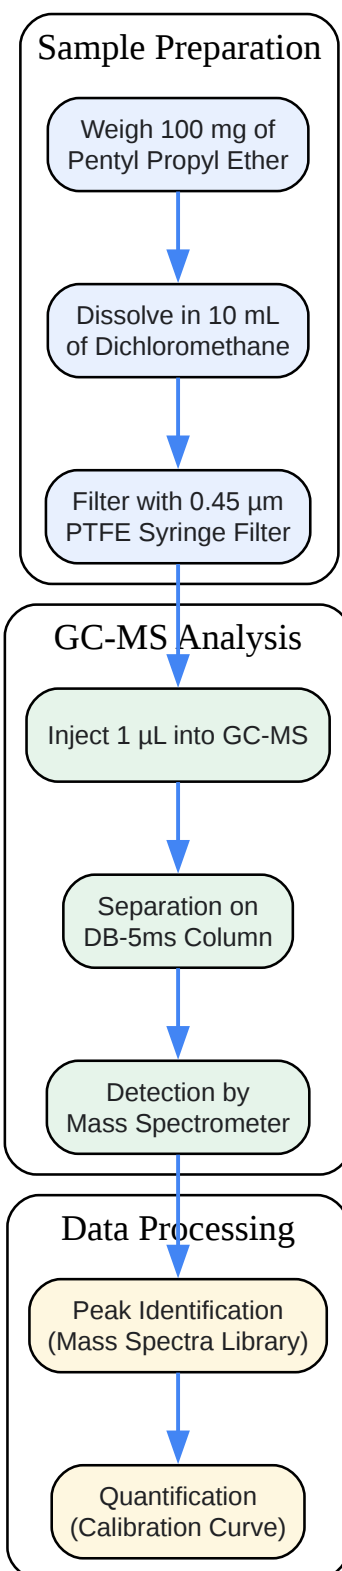 Sample Preparation
Weigh 100 mg of
Pentyl Propyl Ether
Dissolve in 10 mL
of Dichloromethane
Filter with 0.45 µm
PTFE Syringe Filter
GC-MS Analysis
Inject 1 µL into GC-MS
Separation on
DB-5ms Column
Detection by
Mass Spectrometer
Data Processing
Peak Identification
(Mass Spectra Library)
Quantification
(Calibration Curve)